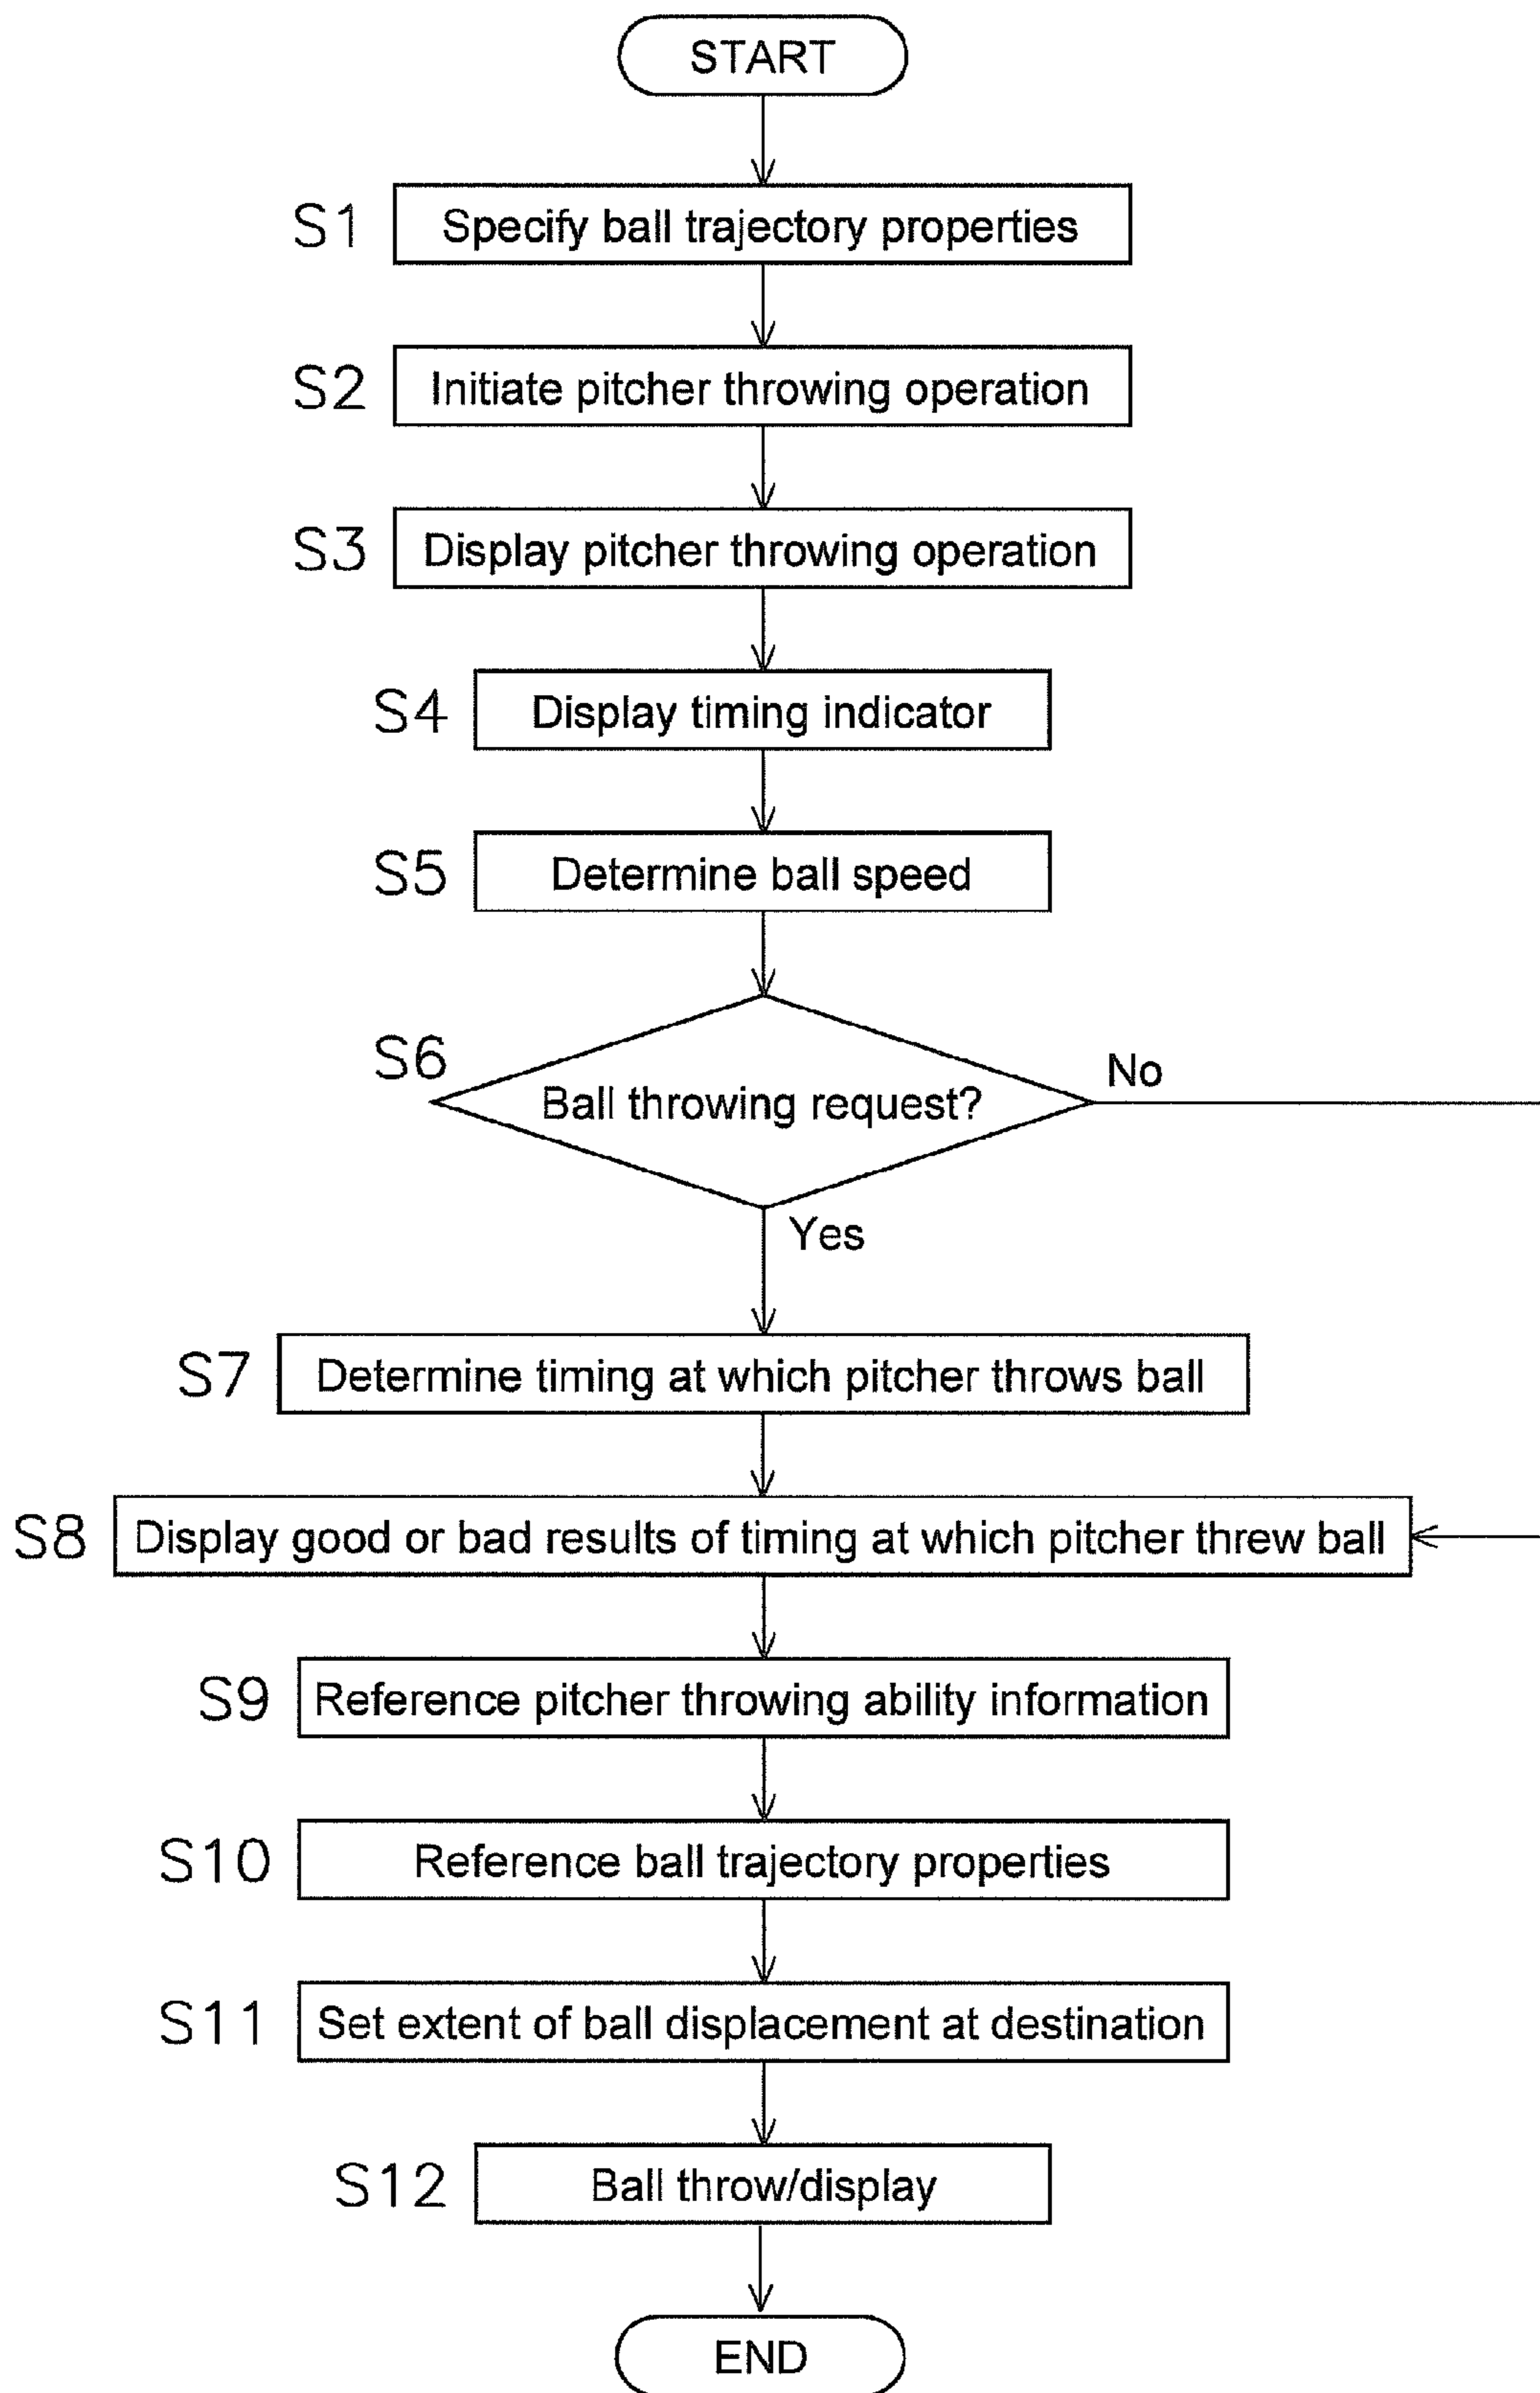 START
S1 Specify ball trajectory properties
S2 Initiate pitcher throwing operation
S3 Display pitcher throwing operation
S4 Display timing indicator
S5 Determine ball speed
S6 Ball throwing request?
No
Yes
S7 Determine timing at which pitcher throws ball
S8 Display good or bad results of timing at which pitcher threw ball
S9 Reference pitcher throwing ability information
S10 Reference ball trajectory properties
S11 Set extent of ball displacement at destination
S12 Ball throw/display
END